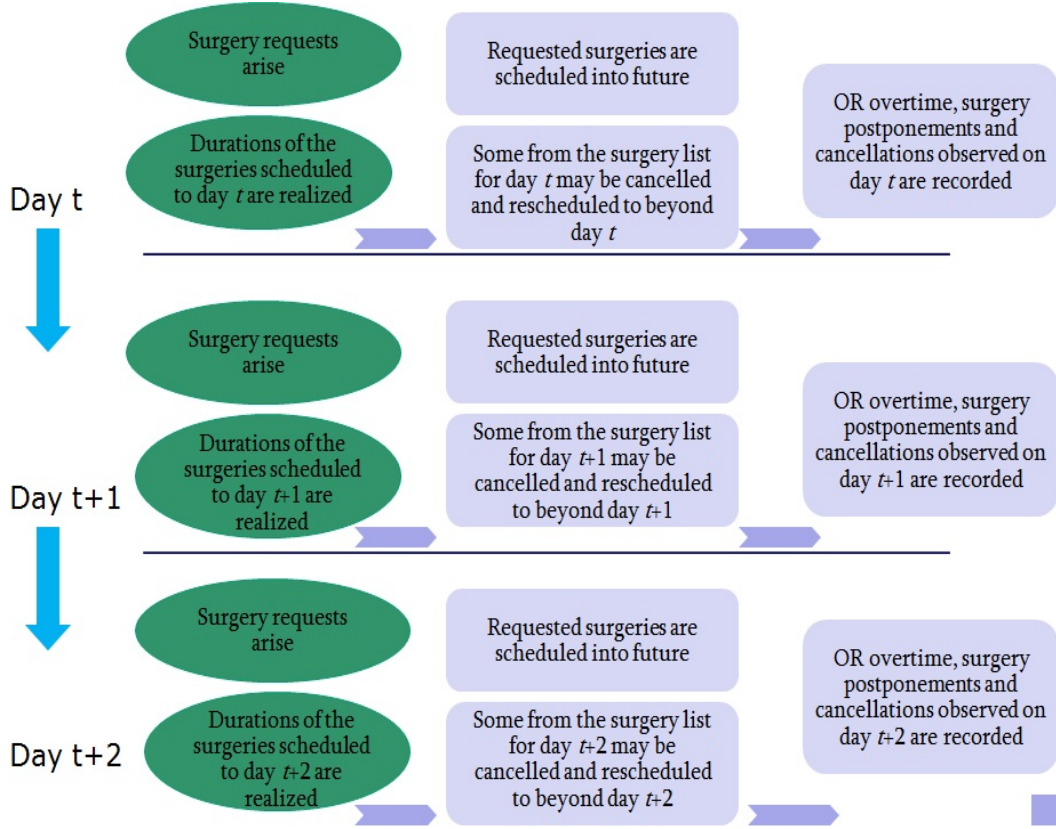 Surgery requests
arise
Requested surgeries are
scheduled into future
OR overtime, surgery
postponements and
cancellations observed on
day t are recorded
Day t
Durations of the
surgeries scheduled
to day t are realized
Some from the surgery list
for day t may be cancelled
and rescheduled to beyond
day t
Surgery requests
arise
Requested surgeries are
scheduled into future
OR overtime, surgery
postponements and
cancellations observed on
day t+1 are recorded
Day t+1
Durations of the
surgeries scheduled
to day t+1 are
realized
Some from the surgery list
for day t+1 may be
cancelled and rescheduled
to beyond day t+1
Surgery requests
arise
Requested surgeries are
scheduled into future
OR overtime, surgery
postponements and
cancellations observed on
day t+2 are recorded
Day t+2
Durations of the
surgeries scheduled
to day t+2 are
realized
Some from the surgery list
for day t+2 may be
cancelled and rescheduled
to beyond day t+2